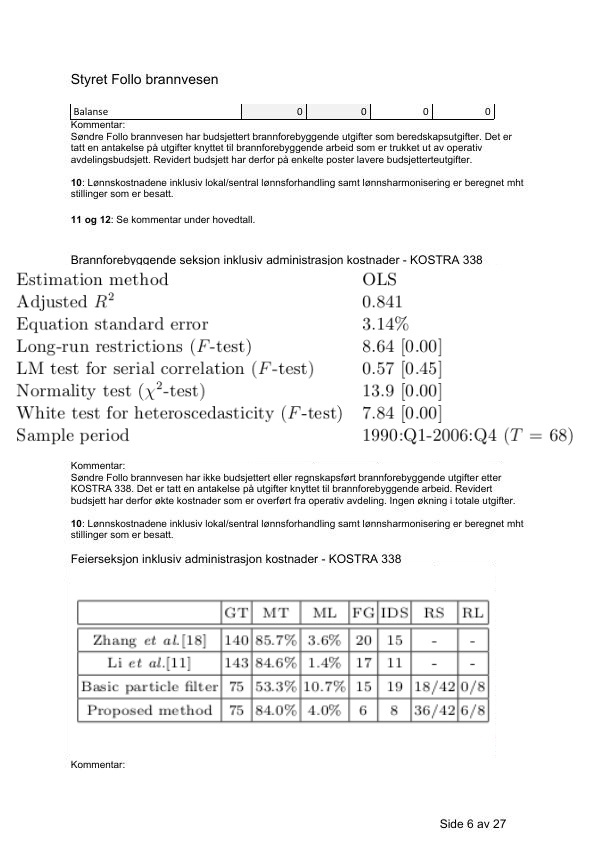 Styret Follo brannvesen
Balanse 0 0 0 0
Kommentar:
Søndre Follo brannvesen har budsjettert brannforebyggende utgifter som beredskapsutgifter. Det er
tatt en antakelse på utgifter knyttet til brannforebyggende arbeid som er trukket ut av operativ
avdelingsbudsjett. Revidert budsjett har derfor på enkelte poster lavere budsjetterteutgifter.
10: Lønnskostnadene inklusiv lokal/sentral lønnsforhandling samt lønnsharmonisering er beregnet mht
stillinger som er besatt.
11 og 12: Se kommentar under hovedtall.
Brannforebyggende seksjon inklusiv administrasjon kostnader - KOSTRA 338
Estimation method OLS
Adjusted R² 0.841
Equation standard error 3.14%
Long-run restrictions (F-test) 8.64 [0.00]
LM test for serial correlation (F-test) 0.57 [0.45]
Normality test (χ²-test) 13.9 [0.00]
White test for heteroscedasticity (F-test) 7.84 [0.00]
Sample period 1990:Q1-2006:Q4 (T = 68)
Kommentar:
Søndre Follo brannvesen har ikke budsjettert eller regnskapsført brannforebyggende utgifter etter
KOSTRA 338. Det er tatt en antakelse på utgifter knyttet til brannforebyggende arbeid. Revidert
budsjett har derfor økte kostnader som er overført fra operativ avdeling. Ingen økning i totale utgifter.
10: Lønnskostnadene inklusiv lokal/sentral lønnsforhandling samt lønnsharmonisering er beregnet mht
stillinger som er besatt.
Feierseksjon inklusiv administrasjon kostnader - KOSTRA 338
GT MT ML FG IDS RS RL
Zhang et al.[18] 140 85.7% 3.6% 20 15 - -
Li et al.[11] 143 84.6% 1.4% 17 11 - -
Basic particle filter 75 53.3% 10.7% 15 19 18/42 0/8
Proposed method 75 84.0% 4.0% 6 8 36/42 6/8
Kommentar:
Side 6 av 27